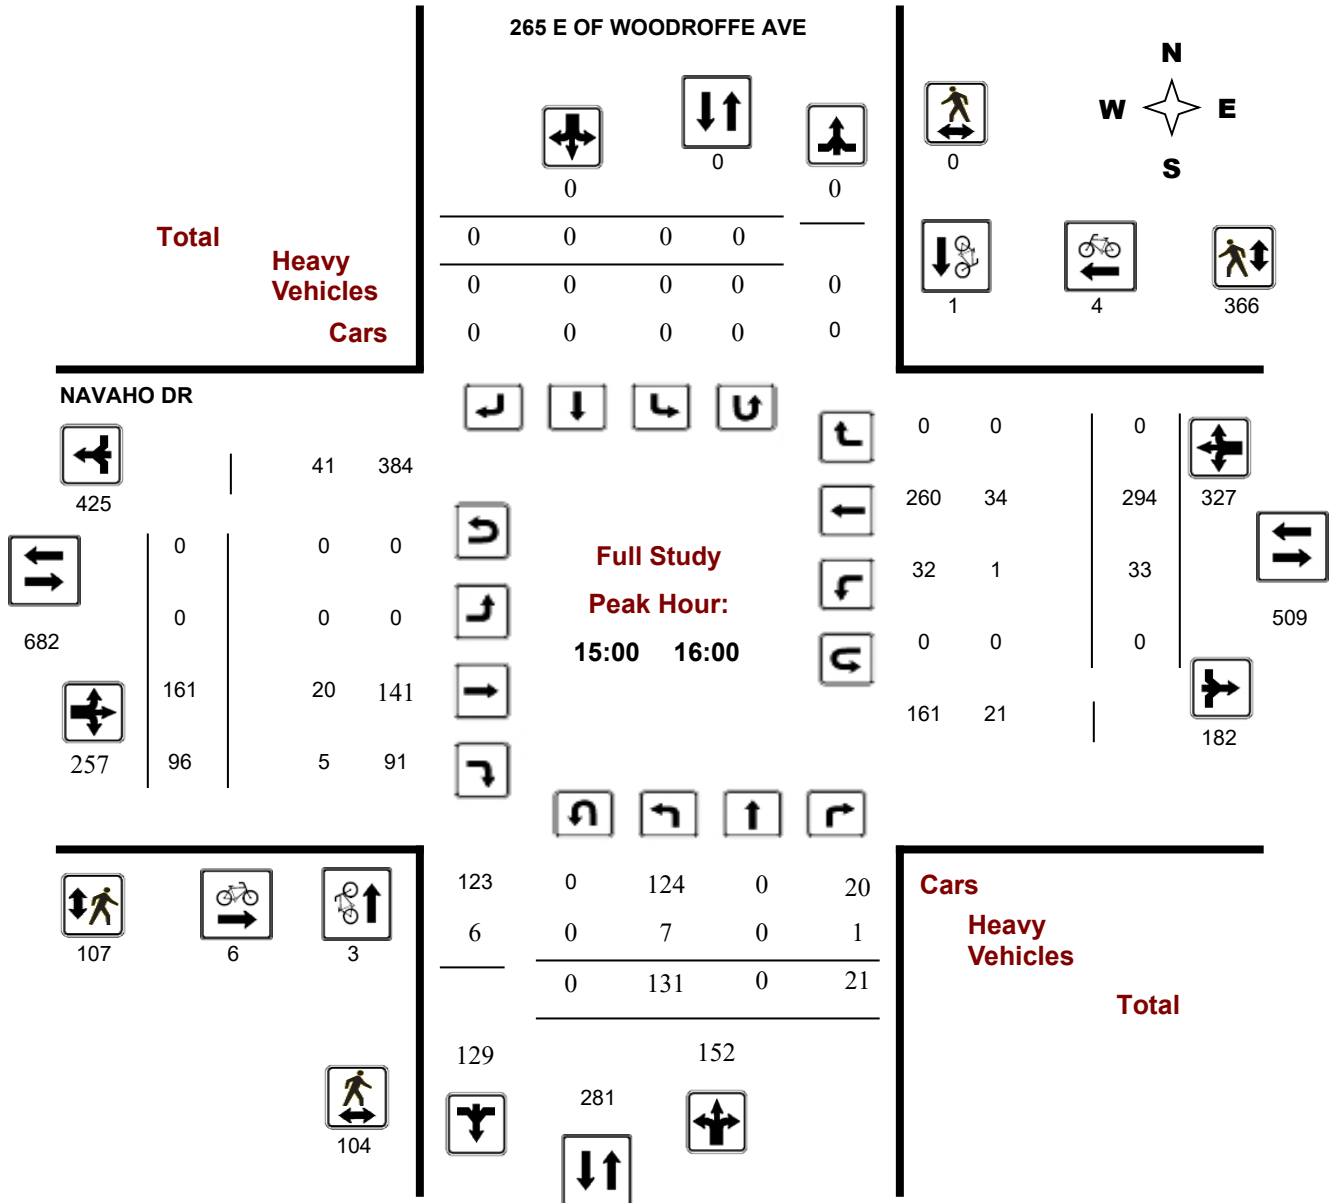 265 E OF WOODROFFE AVE
N
W E
S
0
0
0 0
Total
0 0 0 0
Heavy
Vehicles
0 0 0 0 0
Cars
0 0 0 0 0
1 4 366
NAVAHO DR
41 384
425
0 0 0
0 0 0
682
161 20 141
257 96 5 91
Full Study
Peak Hour:
15:00 16:00
0 0 0
260 34 294 327
32 1 33
509
0 0 0
161 21
182
123 0 124 0 20
6 0 7 0 1
0 131 0 21
129 152
281
107 6 3
104
Cars
Heavy
Vehicles
Total